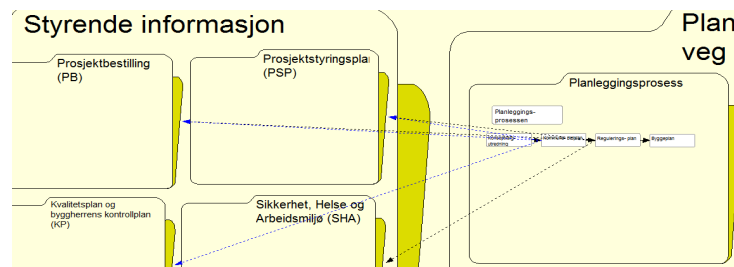 Styrende informasjon
Plan
veg
Prosjektbestilling
(PB)
Prosjektstyringspla
(PSP)
Planleggingsprosess
Planleggings-
prosessen
utredning
Regulerings- plan
Byggeplan
Kvalitetsplan og
byggherrens kontrollplan
(KP)
Sikkerhet, Helse og
Arbeidsmiljø (SHA)